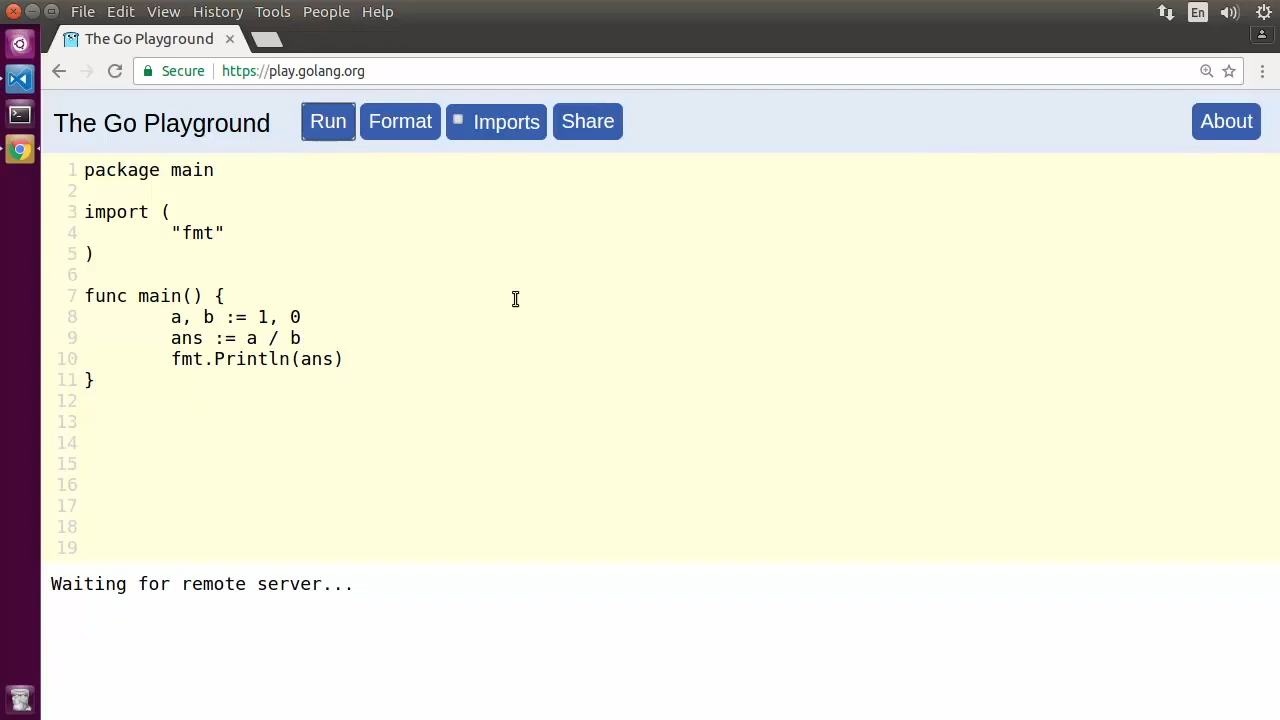 File Edit View History Tools People Help
En
The Go Playground
Secure https://play.golang.org
The Go Playground Run Format Imports Share About
1 package main
2
3 import (
4 "fmt"
5 )
6
7 func main() {
8 a, b := 1, 0
9 ans := a / b
10 fmt.Println(ans)
11 }
12
13
14
15
16
17
18
19
Waiting for remote server...